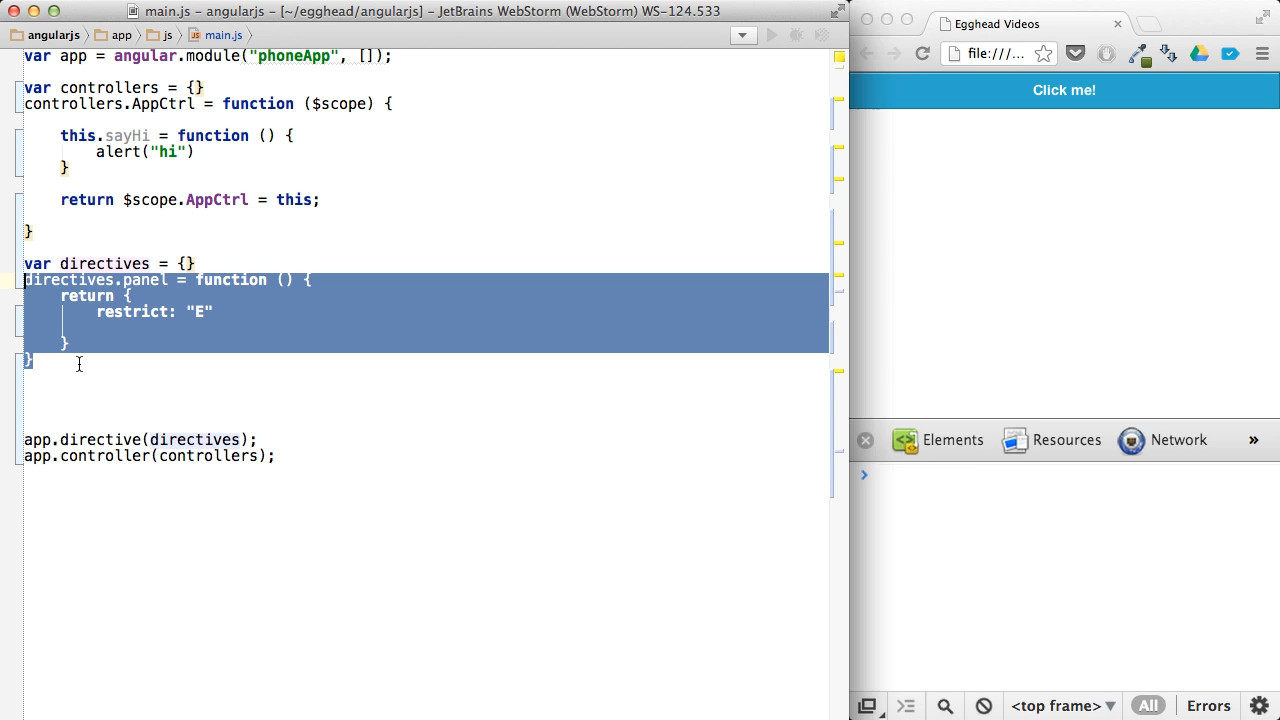 main.js – angularjs – [~/egghead/angularjs] – JetBrains WebStorm (WebStorm) WS-124.533
angularjs app js main.js
var app = angular.module("phoneApp", []);
var controllers = {}
controllers.AppCtrl = function ($scope) {
this.sayHi = function () {
alert("hi")
}
return $scope.AppCtrl = this;
}
var directives = {}
directives.panel = function () {
return {
restrict: "E"
}
}
app.directive(directives);
app.controller(controllers);
Egghead Videos
file:///...
Click me!
Elements Resources Network »
<top frame> All Errors